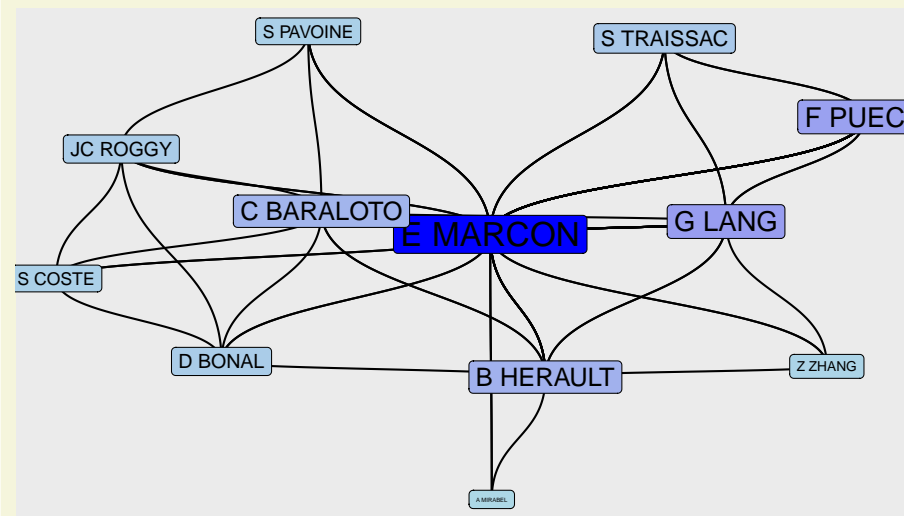 S PAVOINE
S TRAISSAC
F PUEC
JC ROGGY
C BARALOTO
E MARCON
G LANG
S COSTE
D BONAL
B HERAULT
Z ZHANG
A MIRABEL